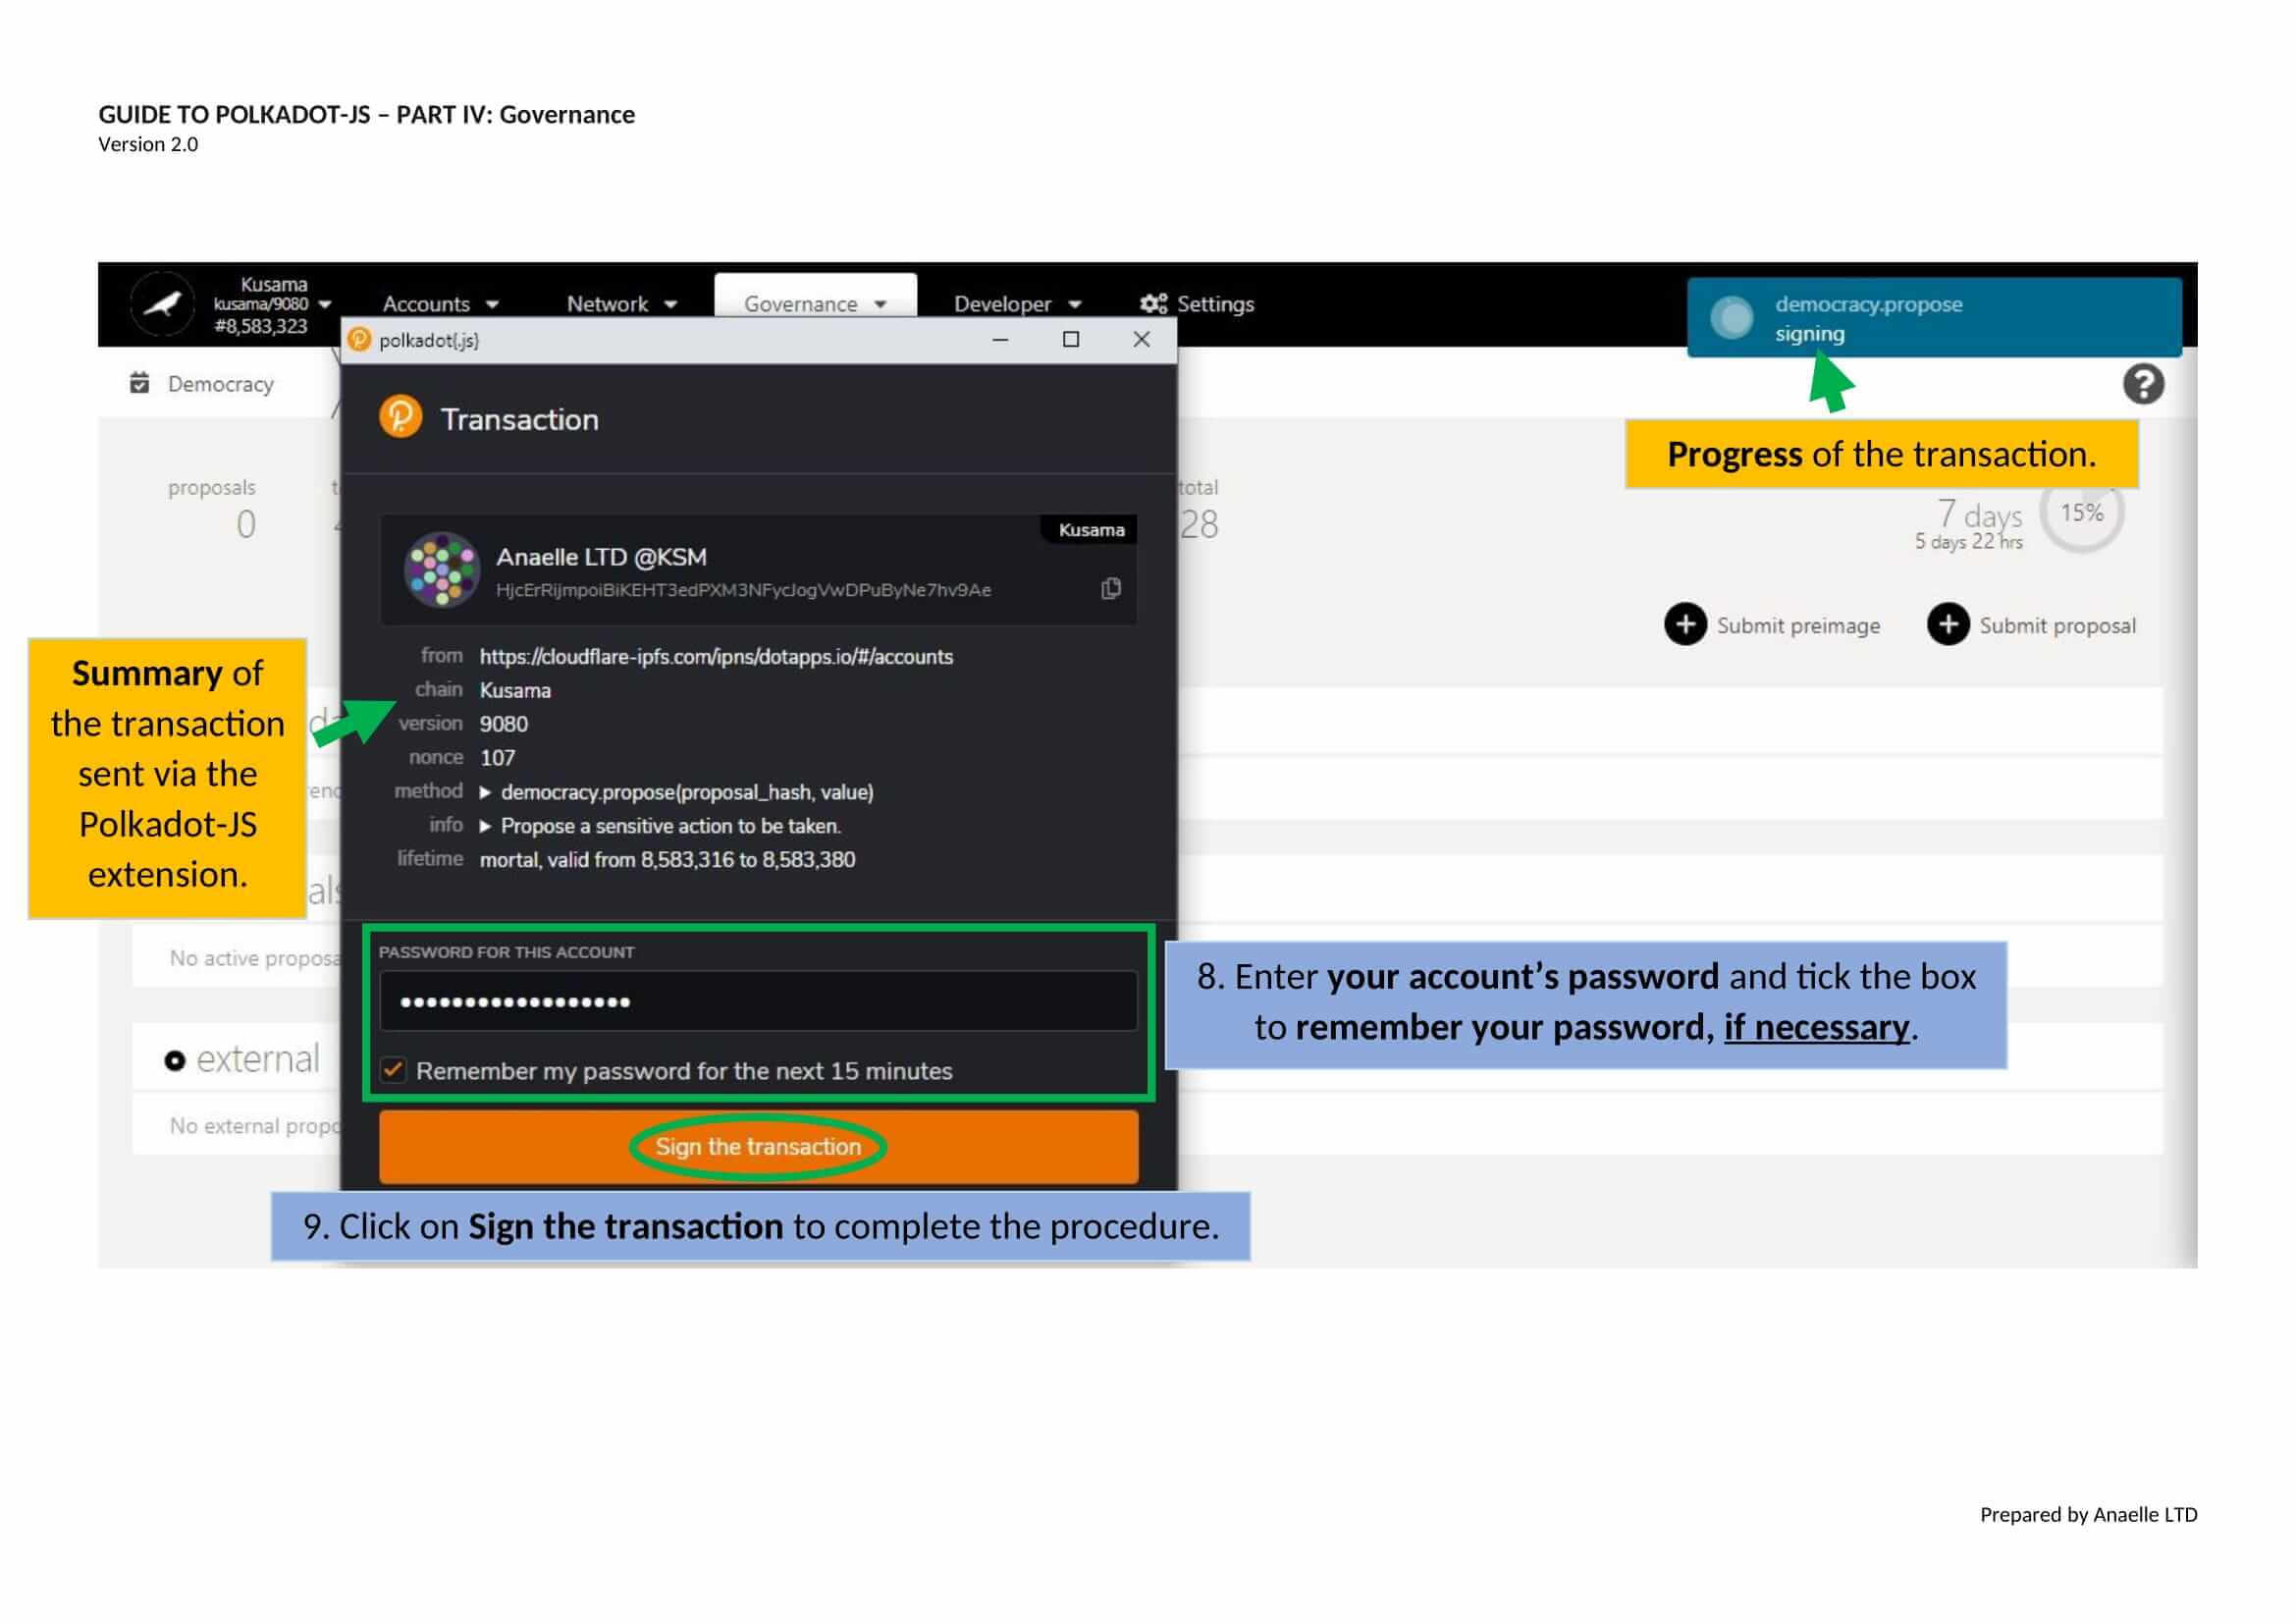 GUIDE TO POLKADOT-JS – PART IV: Governance
Version 2.0
Kusama
kusama/9080
#8,583,323
Accounts
Network
Governance
Developer
Settings
democracy.propose
signing
polkadot{.js}
Democracy
Transaction
Progress of the transaction.
proposals
0
total
28
7 days
5 days 22 hrs
15%
Kusama
Anaelle LTD @KSM
HjcErRijmpoiBiKEHT3edPXM3NFycJogVwDPuByNe7hv9Ae
Submit preimage
Submit proposal
Summary of
the transaction
sent via the
Polkadot-JS
extension.
from https://cloudflare-ipfs.com/ipns/dotapps.io/#/accounts
chain Kusama
version 9080
nonce 107
method democracy.propose(proposal_hash, value)
info Propose a sensitive action to be taken.
lifetime mortal, valid from 8,583,316 to 8,583,380
No active
PASSWORD FOR THIS ACCOUNT
Remember my password for the next 15 minutes
8. Enter your account’s password and tick the box
to remember your password, if necessary.
external
No external
Sign the transaction
9. Click on Sign the transaction to complete the procedure.
Prepared by Anaelle LTD